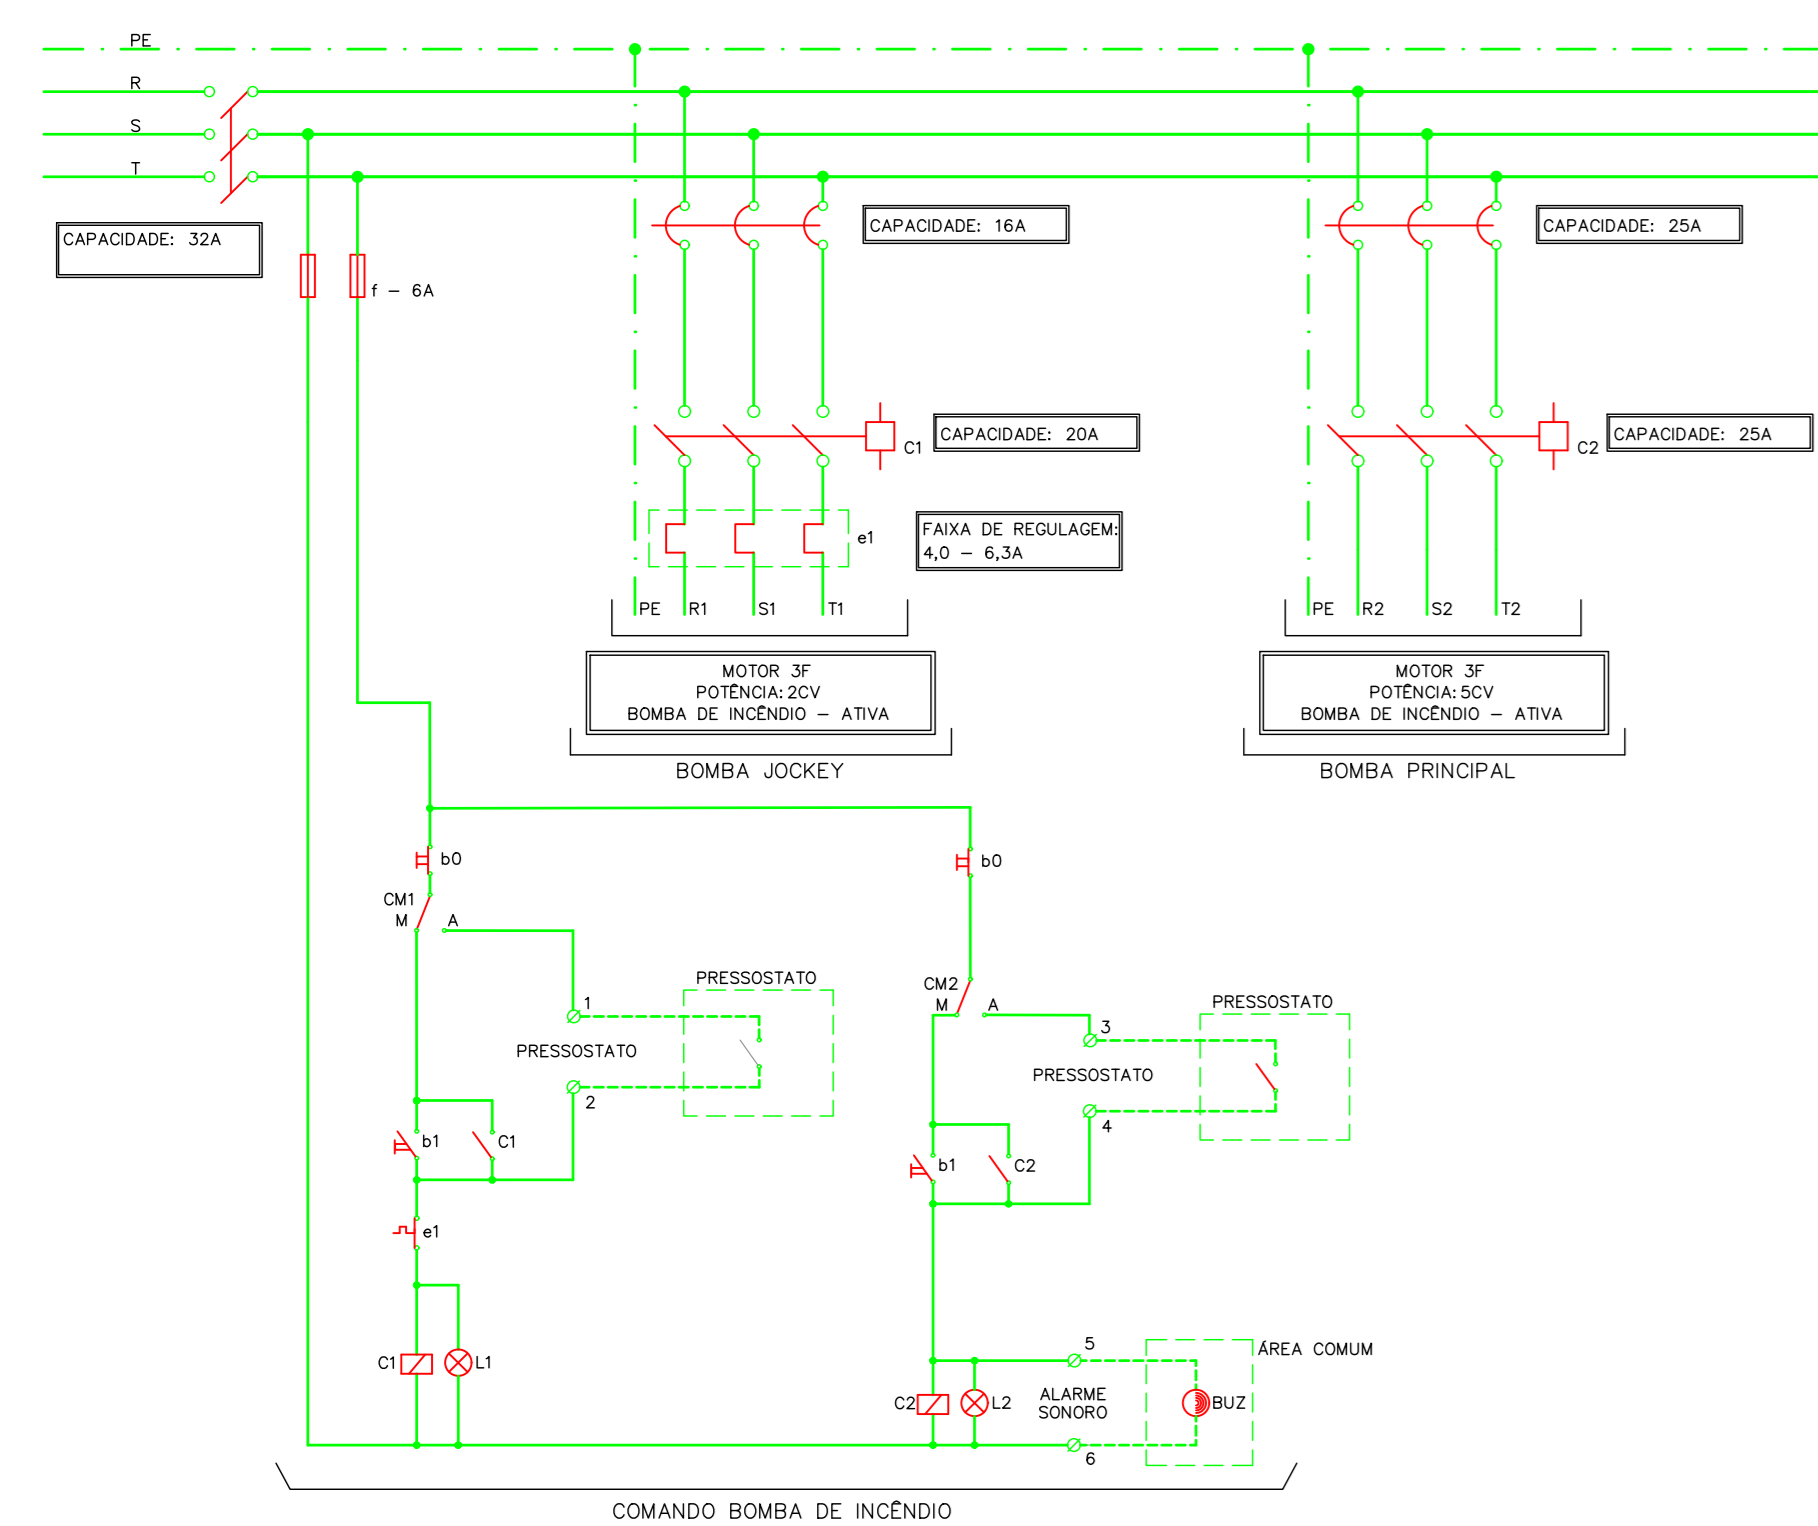 PE
R
S
T
CAPACIDADE: 32A
f - 6A
CAPACIDADE: 16A
CAPACIDADE: 25A
C1
CAPACIDADE: 20A
C2
CAPACIDADE: 25A
e1
FAIXA DE REGULAGEM:
4,0 - 6,3A
PE R1 S1 T1
PE R2 S2 T2
MOTOR 3F
POTÊNCIA: 2CV
BOMBA DE INCÊNDIO - ATIVA
BOMBA JOCKEY
MOTOR 3F
POTÊNCIA: 5CV
BOMBA DE INCÊNDIO - ATIVA
BOMBA PRINCIPAL
b0
CM1
M A
PRESSOSTATO
1
PRESSOSTATO
2
b1 C1
e1
C1 L1
b0
CM2
M A
PRESSOSTATO
3
PRESSOSTATO
4
b1 C2
5
ÁREA COMUM
C2 L2
ALARME
SONORO
BUZ
6
COMANDO BOMBA DE INCÊNDIO